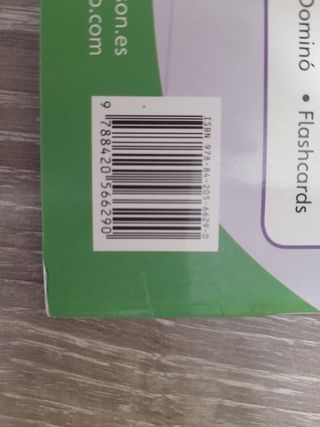 Dominó • Flashcards
ISBN 978-84-205-6629-0
9 788420 566290
son.es
o.com